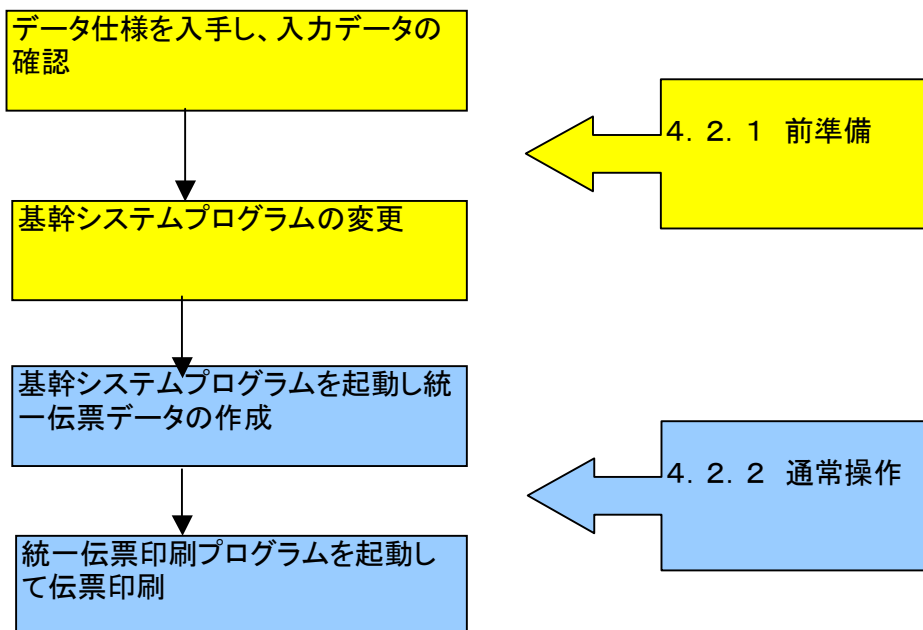 データ仕様を入手し、入力データの
確認
4．2．1 前準備
基幹システムプログラムの変更
基幹システムプログラムを起動し統
一伝票データの作成
4．2．2 通常操作
統一伝票印刷プログラムを起動し
て伝票印刷